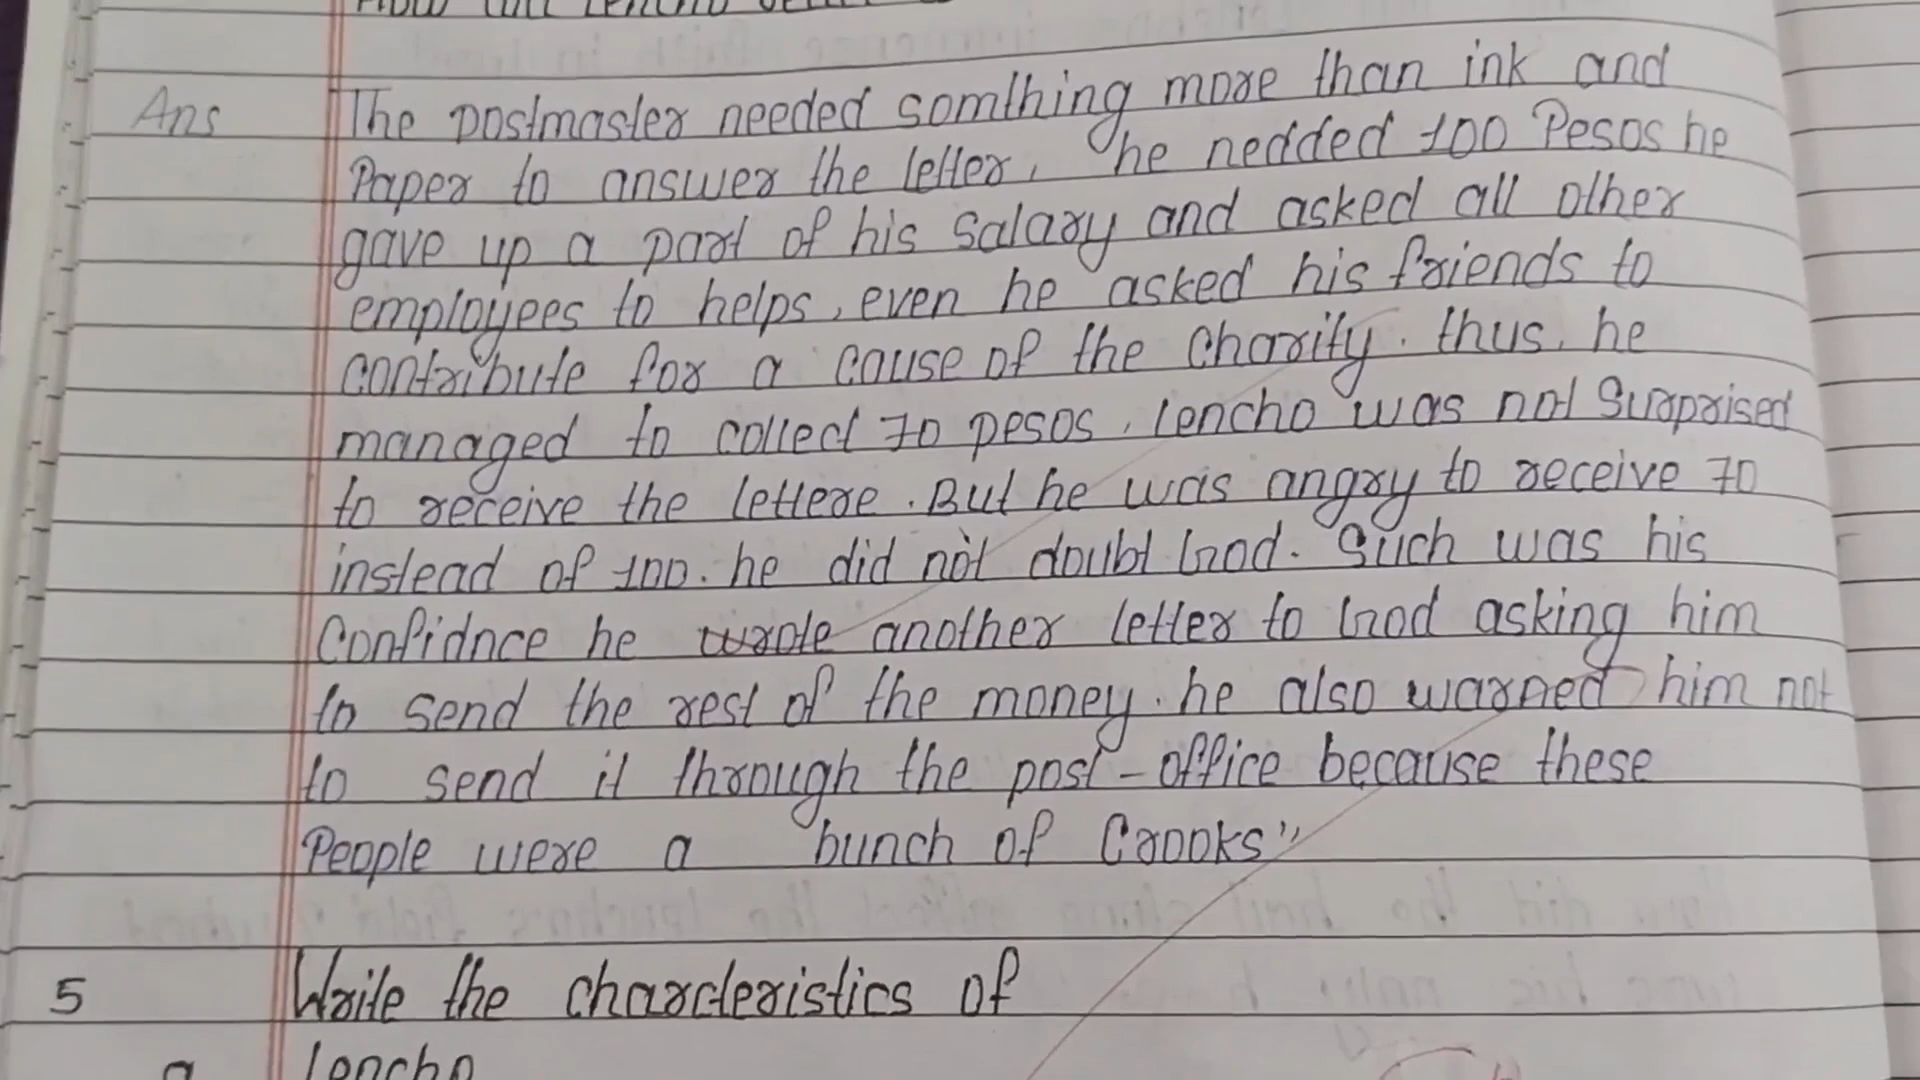 Ans The postmaster needed somthing more than ink and
Paper to answer the letter, he nedded 100 Pesos he
gave up a part of his salary and asked all other
employees to helps, even he asked his friends to
contribute for a cause of the charity. thus, he
managed to collect 70 pesos, lencho was not Surprised
to receive the lettere. But he was angry to receive 70
instead of 100. he did not doubt God. Such was his
Confidnce he wrote another letter to God asking him
to send the rest of the money. he also warned him not
to send it through the post-office because these
People were a bunch of Crooks"
5 Write the charcteristics of
a lencho